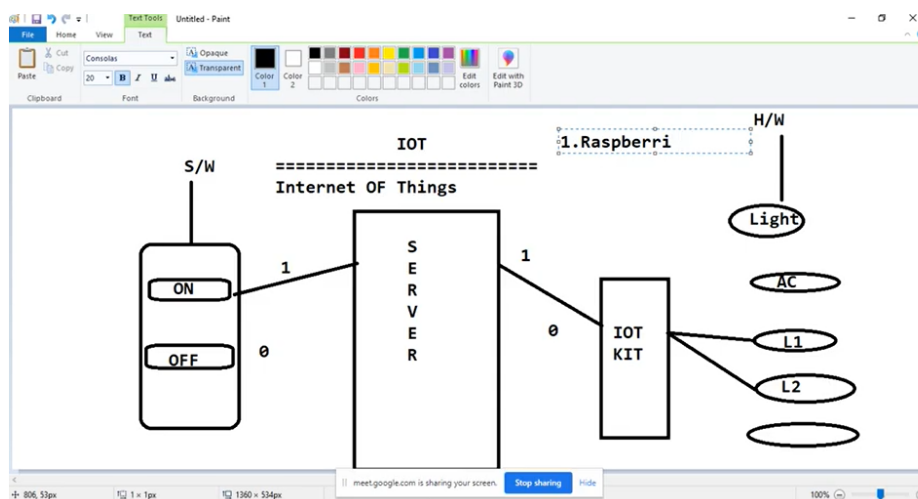 Text Tools
Untitled - Paint
File
Home
View
Text
Paste
Cut
Copy
Clipboard
Consolas
20
B
I
U
abc
Font
Opaque
Transparent
Background
Color 1
Color 2
Edit colors
Colors
Edit with Paint 3D
H/W
IOT
1.Raspberri
==========================
S/W
Internet OF Things
Light
S
E
R
V
E
R
1
1
ON
AC
0
0
IOT
KIT
L1
OFF
L2
meet.google.com is sharing your screen.
Stop sharing
Hide
806, 53px
1 × 1px
1360 × 534px
100%